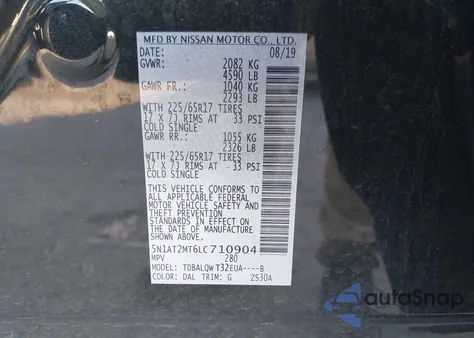 MFD BY NISSAN MOTOR CO., LTD.
DATE: 08/19
GVWR: 2082 KG
4590 LB
GAWR FR.: 1040 KG
2293 LB
WITH 225/65R17 TIRES
17 X 7J RIMS AT 33 PSI
COLD SINGLE
GAWR RR.: 1055 KG
2326 LB
WITH 225/65R17 TIRES
17 X 7J RIMS AT 33 PSI
COLD SINGLE
THIS VEHICLE CONFORMS TO
ALL APPLICABLE FEDERAL
MOTOR VEHICLE SAFETY AND
THEFT PREVENTION
STANDARDS IN EFFECT ON
THE DATE OF MANUFACTURE
SHOWN ABOVE.
5N1AT2MT6LC710904
MPV 280
MODEL: TDBALQW T32EUA----B
COLOR: DAL TRIM: G ZS30A
autoSnap